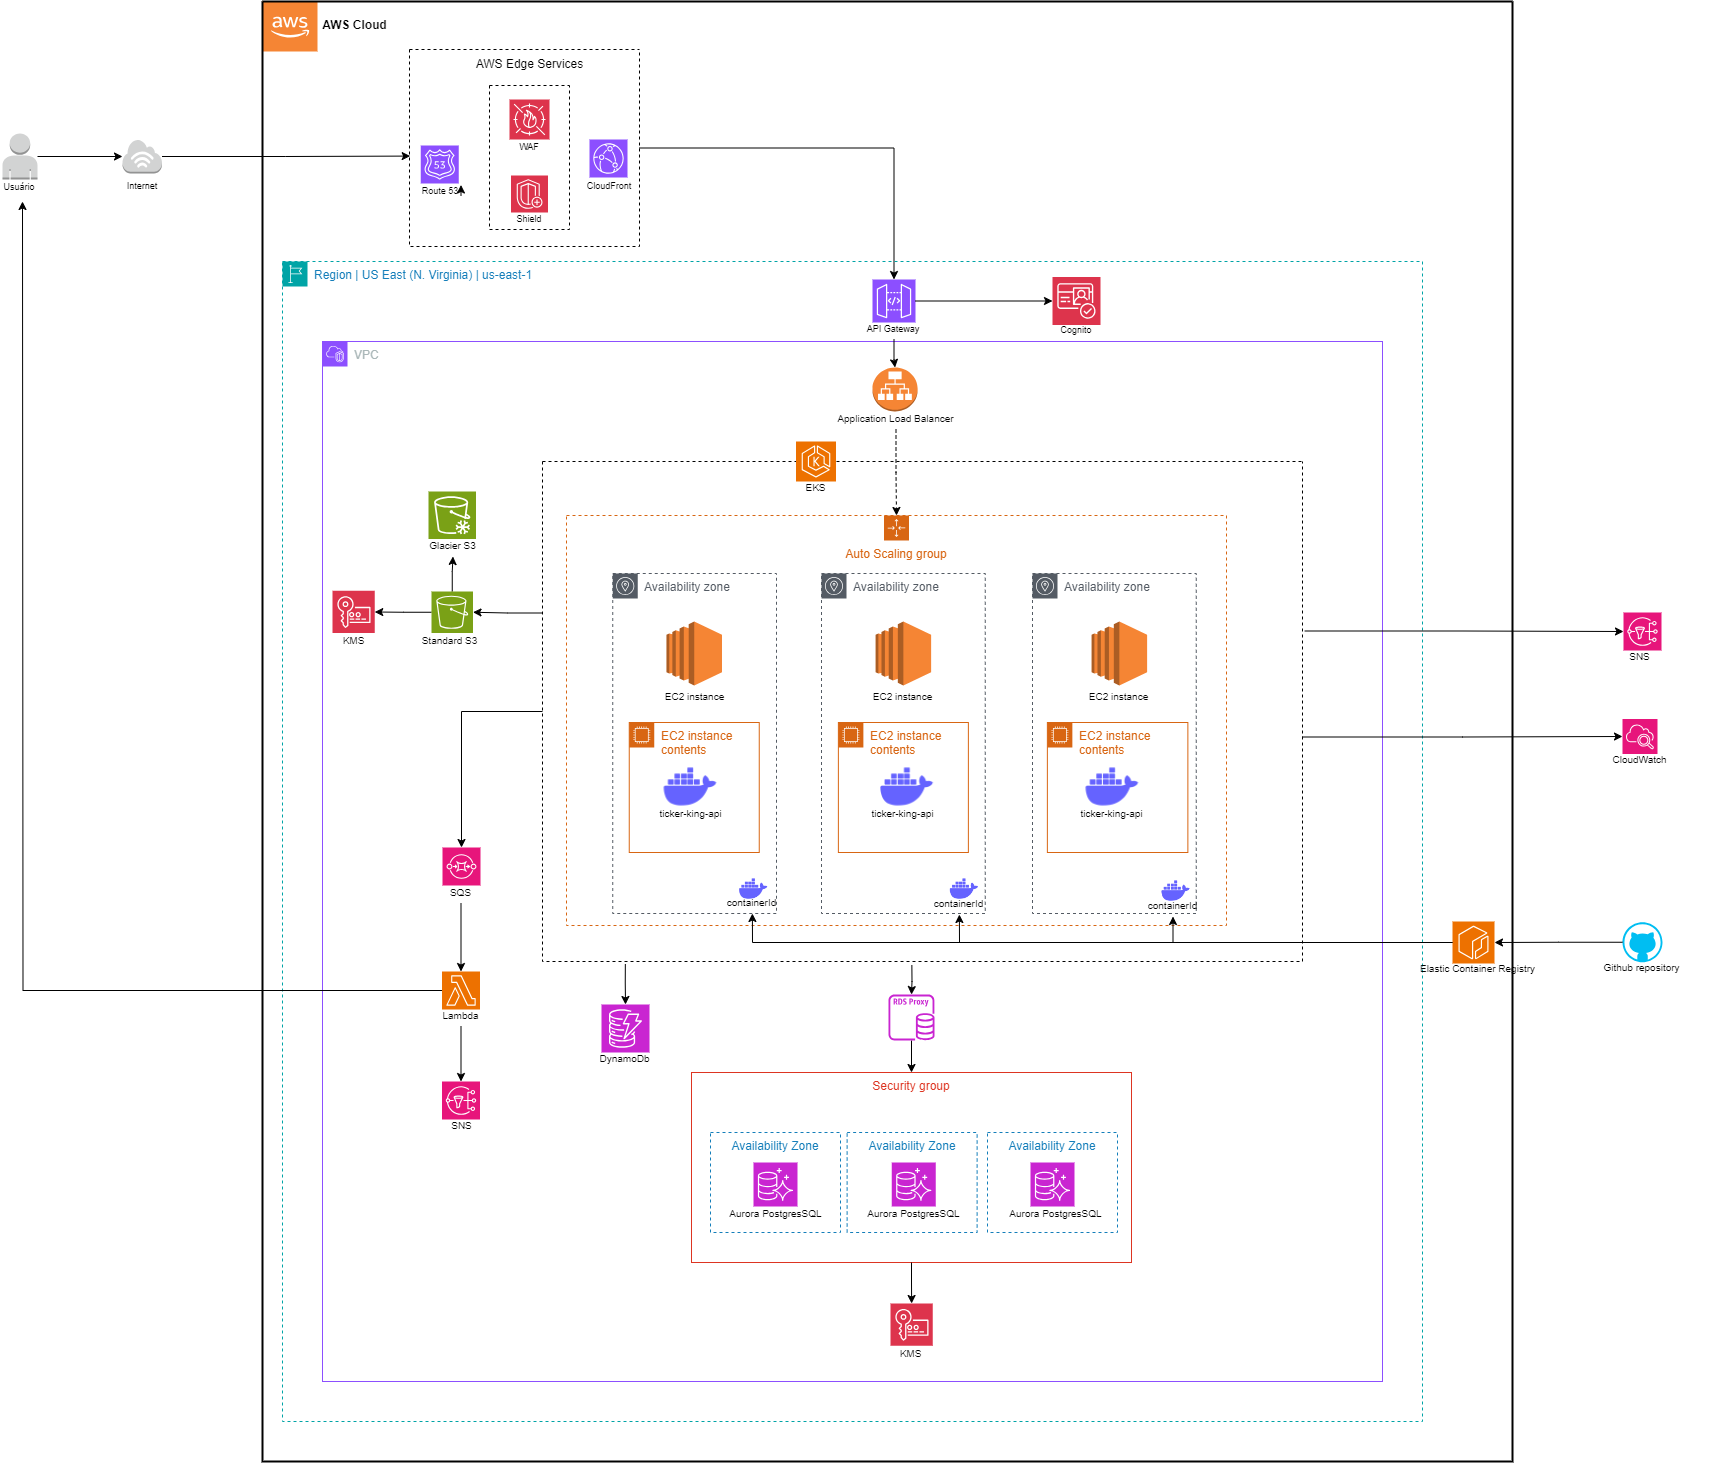 aws
AWS Cloud
AWS Edge Services
WAF
53
Route 53
CloudFront
Shield
Usuário
Internet
Region | US East (N. Virginia) | us-east-1
API Gateway
Cognito
VPC
Application Load Balancer
K
EKS
Glacier S3
Auto Scaling group
Availability zone
Availability zone
Availability zone
KMS
Standard S3
SNS
EC2 instance
EC2 instance
EC2 instance
EC2 instance
contents
EC2 instance
contents
EC2 instance
contents
CloudWatch
ticker-king-api
ticker-king-api
ticker-king-api
SQS
containerId
containerId
containerId
Elastic Container Registry
Github repository
RDS Proxy
Lambda
DynamoDb
Security group
SNS
Availability Zone
Availability Zone
Availability Zone
Aurora PostgresSQL
Aurora PostgresSQL
Aurora PostgresSQL
KMS